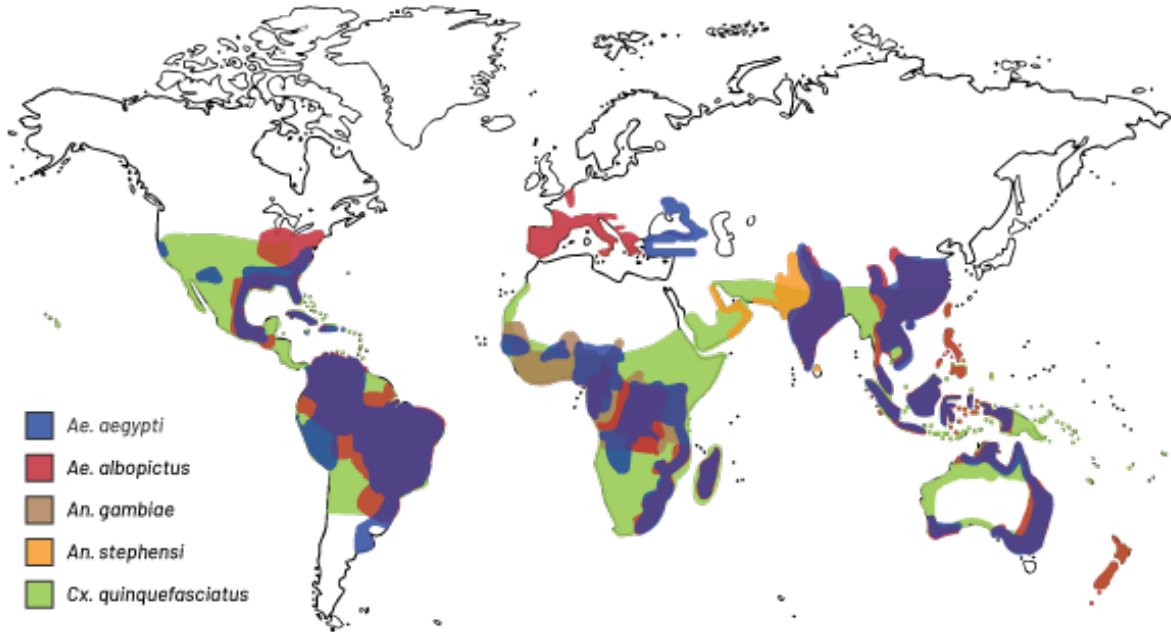 Ae. aegypti
Ae. albopictus
An. gambiae
An. stephensi
Cx. quinquefasciatus